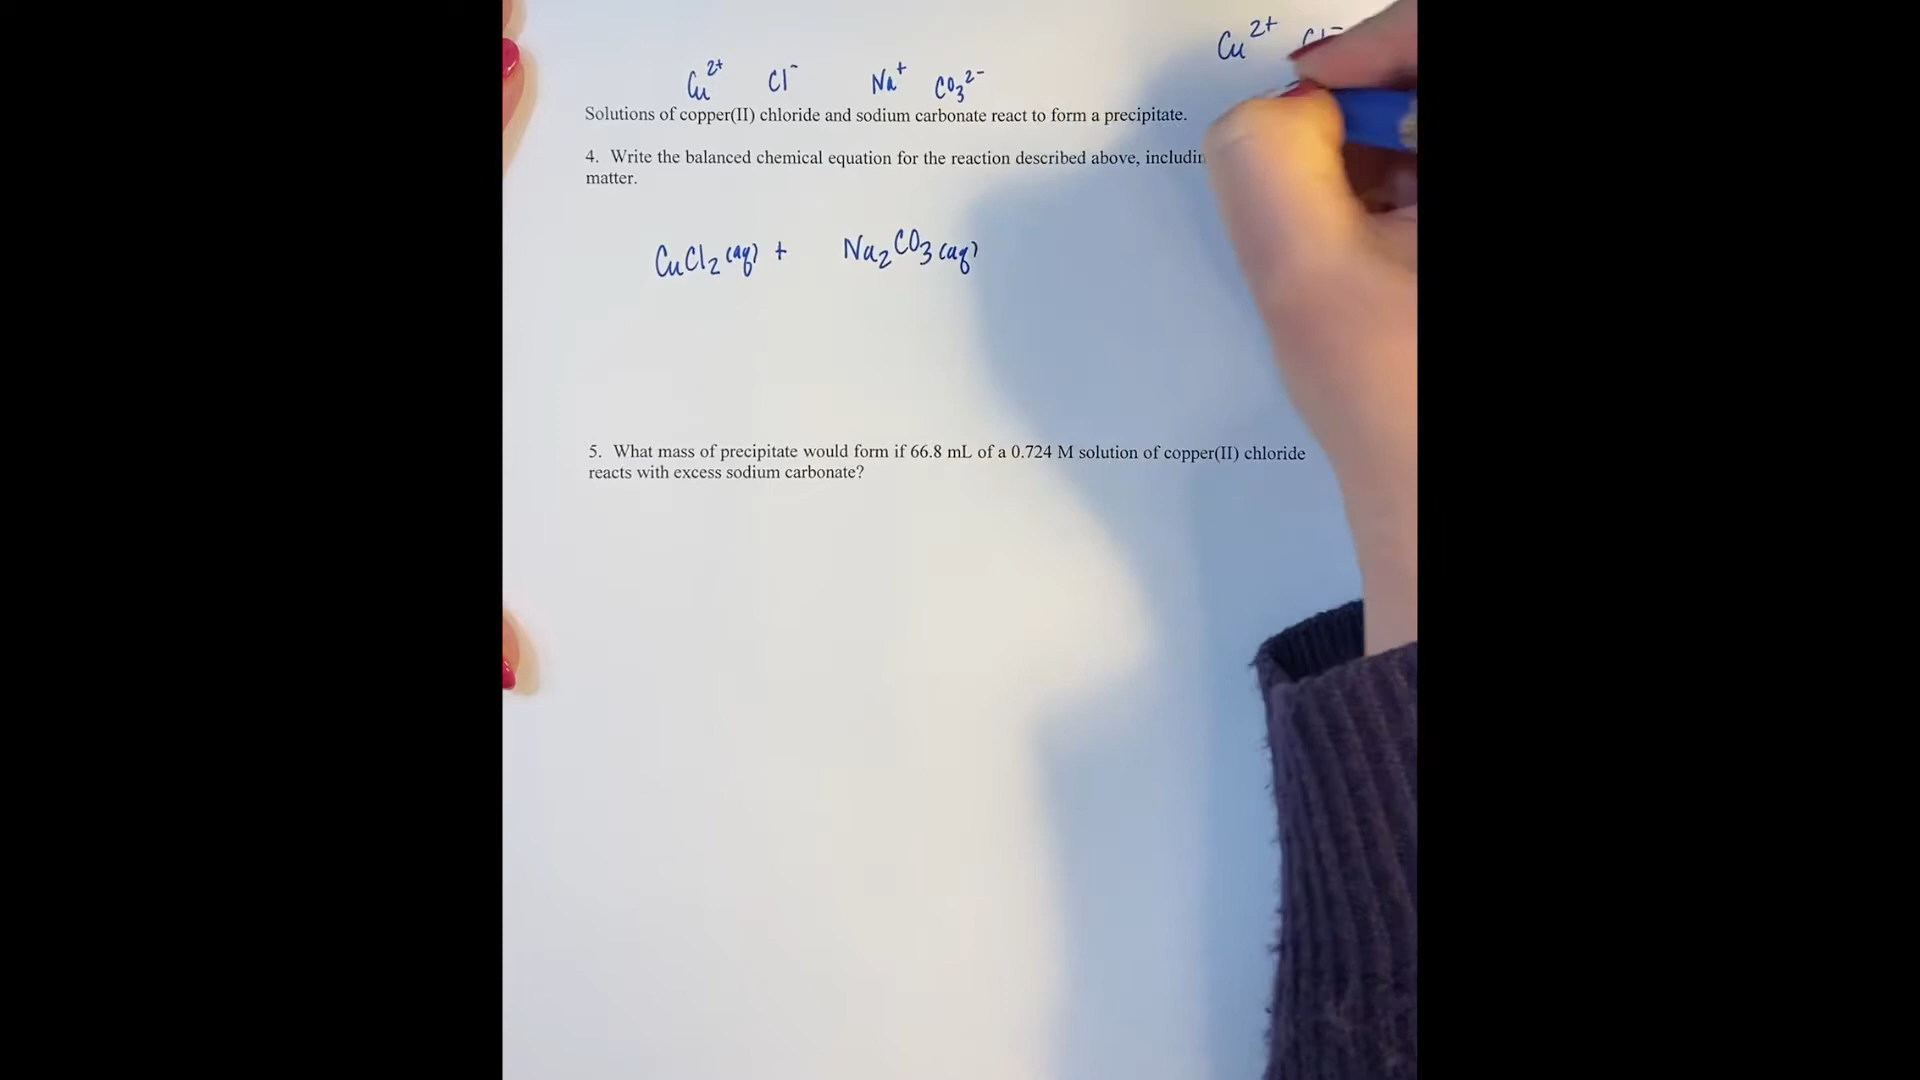 Cu²⁺ Cl⁻
Cu²⁺ Cl⁻ Na⁺ CO₃²⁻
Solutions of copper(II) chloride and sodium carbonate react to form a precipitate.
4. Write the balanced chemical equation for the reaction described above,
matter.
CuCl₂(aq) + Na₂CO₃(aq)
5. What mass of precipitate would form if 66.8 mL of a 0.724 M solution of copper(II) chloride
reacts with excess sodium carbonate?